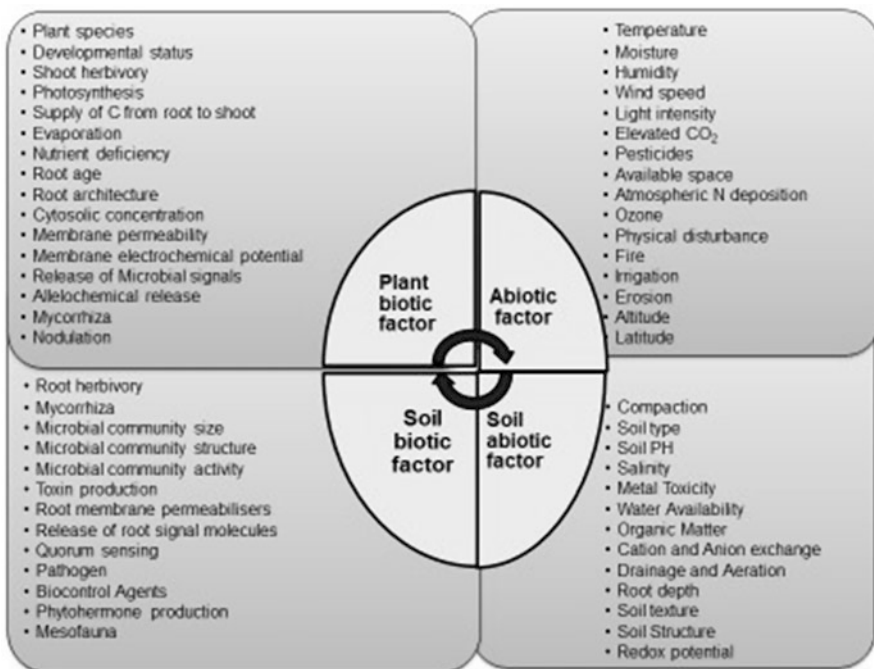 • Plant species
• Developmental status
• Shoot herbivory
• Photosynthesis
• Supply of C from root to shoot
• Evaporation
• Nutrient deficiency
• Root age
• Root architecture
• Cytosolic concentration
• Membrane permeability
• Membrane electrochemical potential
• Release of Microbial signals
• Allelochemical release
• Mycorrhiza
• Nodulation
• Temperature
• Moisture
• Humidity
• Wind speed
• Light intensity
• Elevated CO₂
• Pesticides
• Available space
• Atmospheric N deposition
• Ozone
• Physical disturbance
• Fire
• Irrigation
• Erosion
• Altitude
• Latitude
Plant
biotic
factor
Abiotic
factor
Soil
biotic
factor
Soil
abiotic
factor
• Root herbivory
• Mycorrhiza
• Microbial community size
• Microbial community structure
• Microbial community activity
• Toxin production
• Root membrane permeabilisers
• Release of root signal molecules
• Quorum sensing
• Pathogen
• Biocontrol Agents
• Phytohormone production
• Mesofauna
• Compaction
• Soil type
• Soil PH
• Salinity
• Metal Toxicity
• Water Availability
• Organic Matter
• Cation and Anion exchange
• Drainage and Aeration
• Root depth
• Soil texture
• Soil Structure
• Redox potential